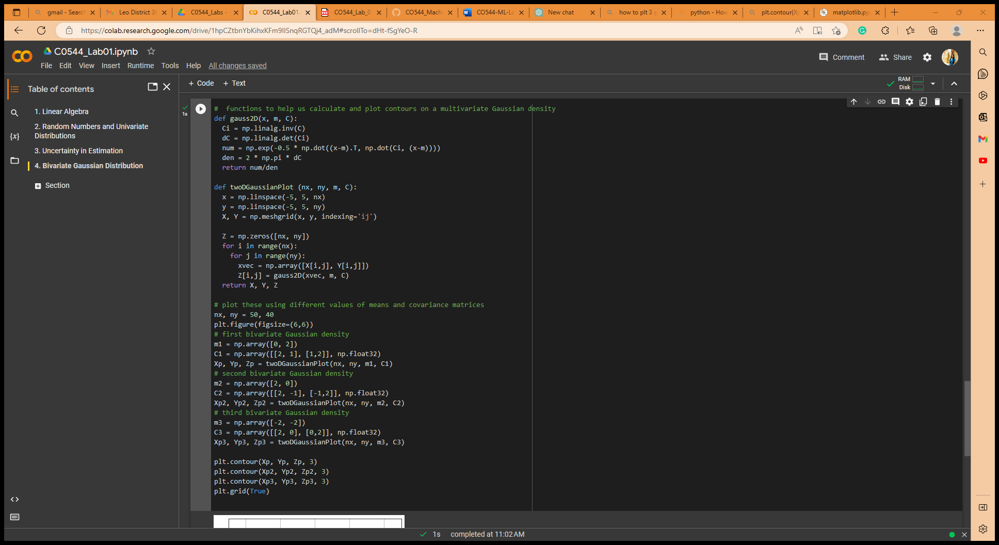 gmail - Searc
Leo District 30
C0544_Labs -
C0544_Lab01.
CO544_Lab_0
CO544_Mach
CO544-ML-La
New chat
how to plt 3 g
python - How
plt.contour(Xp
matplotlib.py
https://colab.research.google.com/drive/1hpCZtbnYbKihxKFm9lISnqRGTQj4_adM#scrollTo=dHt-fSgYeO-R
C0544_Lab01.ipynb
File Edit View Insert Runtime Tools Help All changes saved
Comment
Share
Table of contents
1. Linear Algebra
2. Random Numbers and Univariate
Distributions
3. Uncertainty in Estimation
4. Bivariate Gaussian Distribution
Section
+ Code + Text
RAM
Disk
1s
#  functions to help us calculate and plot contours on a multivariate Gaussian density
def gauss2D(x, m, C):
  Ci = np.linalg.inv(C)
  dC = np.linalg.det(Ci)
  num = np.exp(-0.5 * np.dot((x-m).T, np.dot(Ci, (x-m))))
  den = 2 * np.pi * dC
  return num/den
def twoDGaussianPlot (nx, ny, m, C):
  x = np.linspace(-5, 5, nx)
  y = np.linspace(-5, 5, ny)
  X, Y = np.meshgrid(x, y, indexing='ij')
  Z = np.zeros([nx, ny])
  for i in range(nx):
    for j in range(ny):
      xvec = np.array([X[i,j], Y[i,j]])
      Z[i,j] = gauss2D(xvec, m, C)
  return X, Y, Z
# plot these using different values of means and covariance matrices
nx, ny = 50, 40
plt.figure(figsize=(6,6))
# first bivariate Gaussian density
m1 = np.array([0, 2])
C1 = np.array([[2, 1], [1,2]], np.float32)
Xp, Yp, Zp = twoDGaussianPlot(nx, ny, m1, C1)
# second bivariate Gaussian density
m2 = np.array([2, 0])
C2 = np.array([[2, -1], [-1,2]], np.float32)
Xp2, Yp2, Zp2 = twoDGaussianPlot(nx, ny, m2, C2)
# third bivariate Gaussian density
m3 = np.array([-2, -2])
C3 = np.array([[2, 0], [0,2]], np.float32)
Xp3, Yp3, Zp3 = twoDGaussianPlot(nx, ny, m3, C3)
plt.contour(Xp, Yp, Zp, 3)
plt.contour(Xp2, Yp2, Zp2, 3)
plt.contour(Xp3, Yp3, Zp3, 3)
plt.grid(True)
1s completed at 11:02 AM